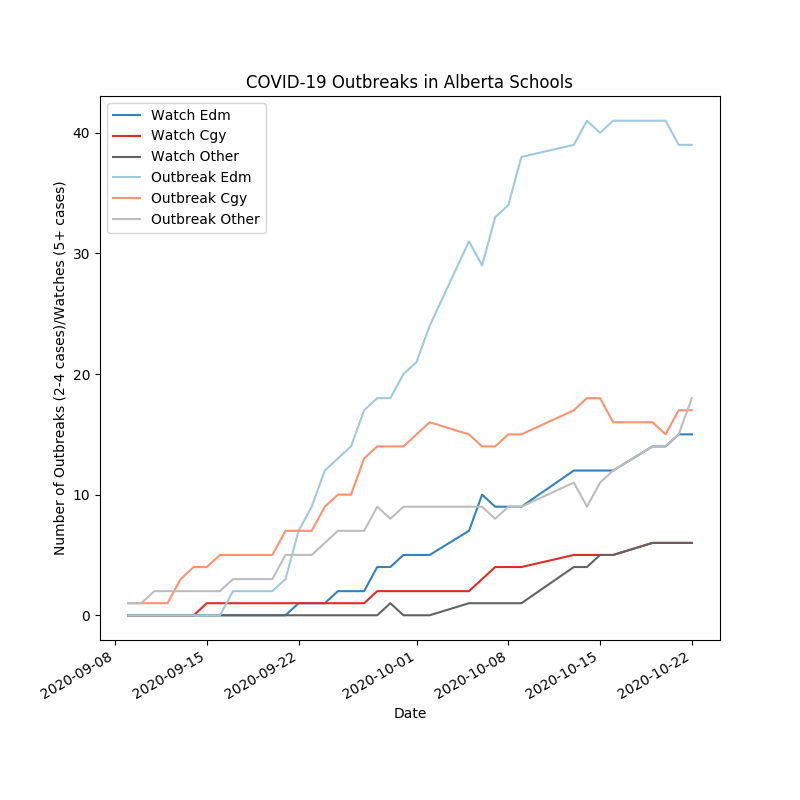 COVID-19 Outbreaks in Alberta Schools
Watch Edm
Watch Cgy
Watch Other
Outbreak Edm
Outbreak Cgy
Outbreak Other
Number of Outbreaks (2-4 cases)/Watches (5+ cases)
40
30
20
10
0
2020-09-08
2020-09-15
2020-09-22
2020-10-01
2020-10-08
2020-10-15
2020-10-22
Date